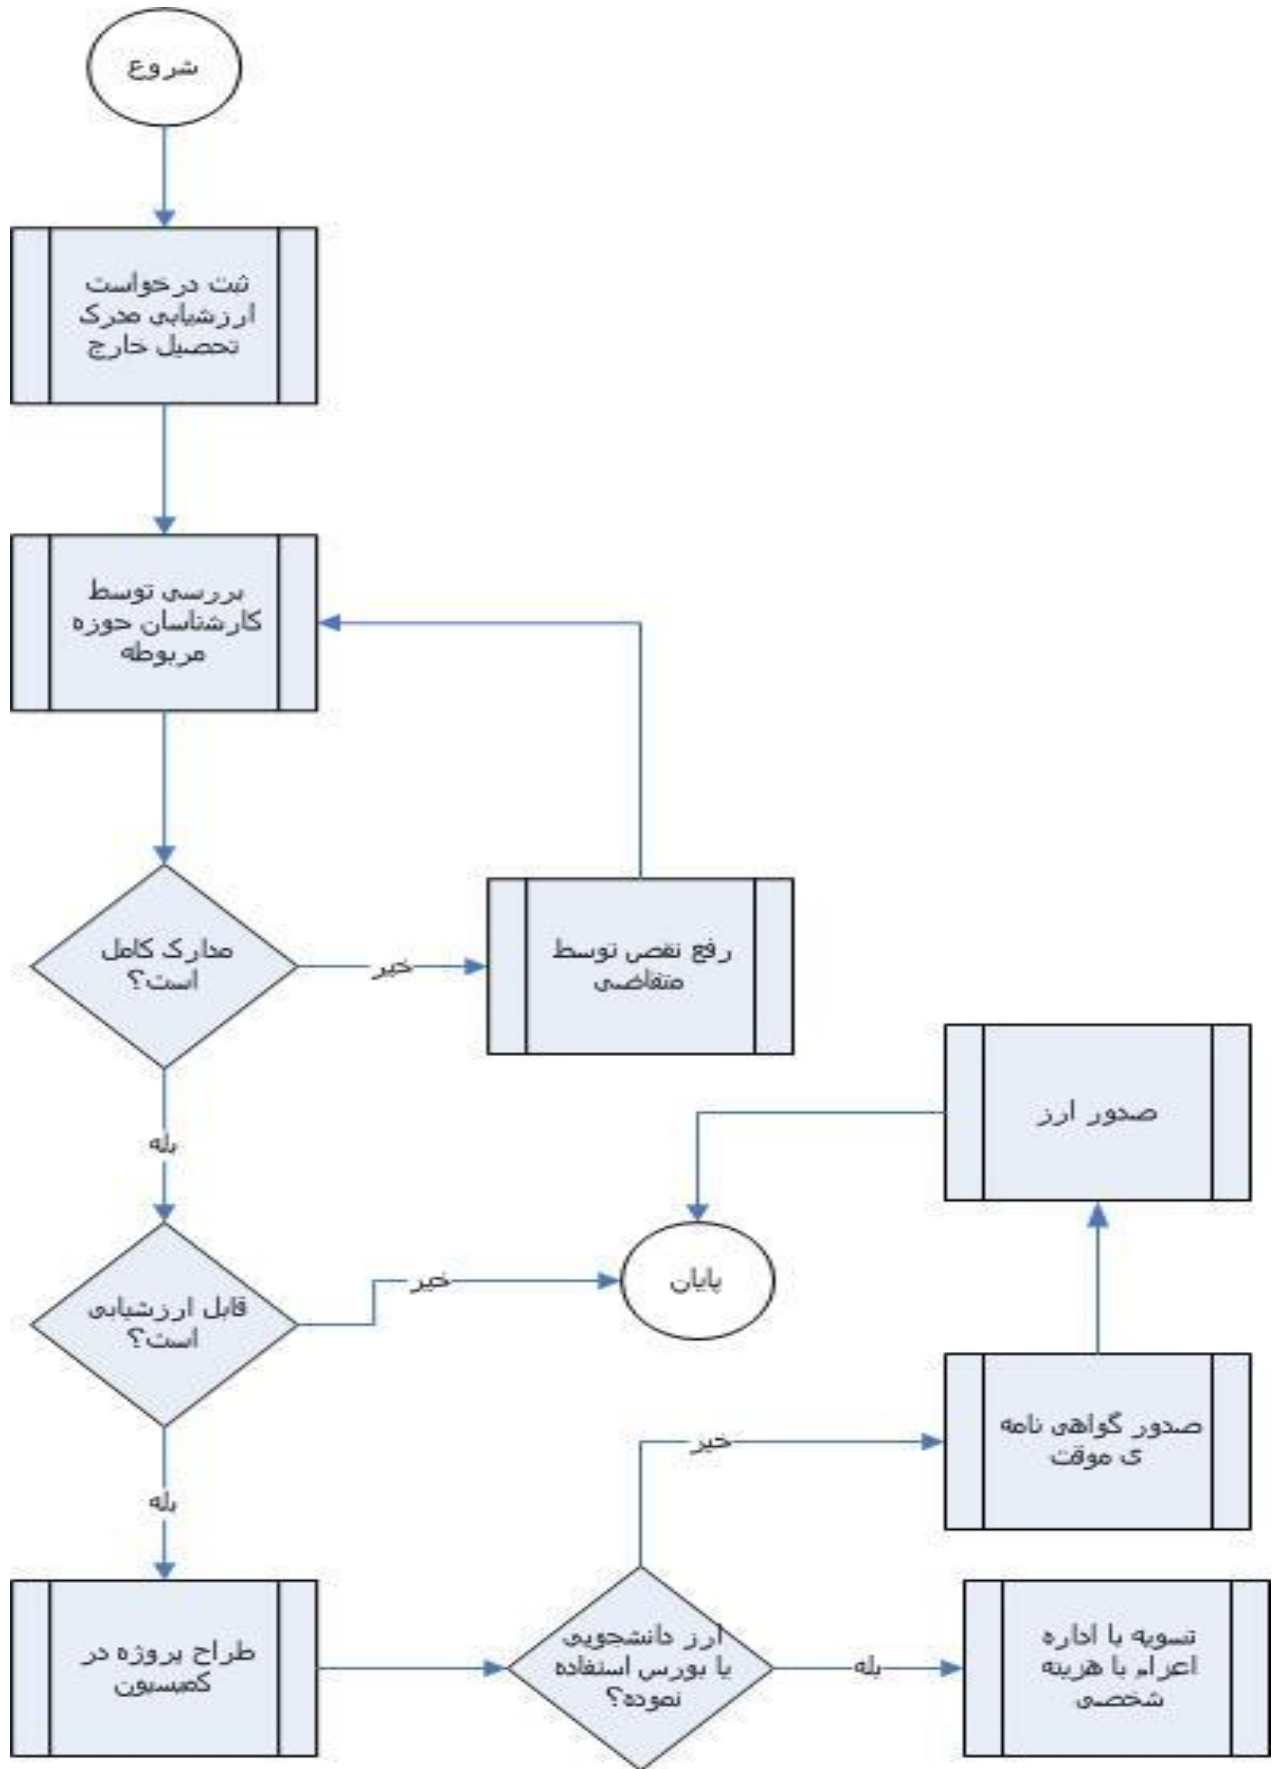 شروع
ثبت درخواست
ارزشیابی مدرک
تحصیل خارج
بررسی توسط
کارشناسان حوزه
مربوطه
مدارک کامل
است؟
خیر
رفع نقص توسط
متقاضی
بله
صدور ارز
قابل ارزشیابی
است؟
خیر
پایان
بله
صدور گواهی نامه
ی موقت
خیر
طراح پروژه در
کمیسیون
ارز دانشجویی
یا بورس استفاده
نموده؟
بله
تسویه با اداره
اعزام با هزینه
شخصی